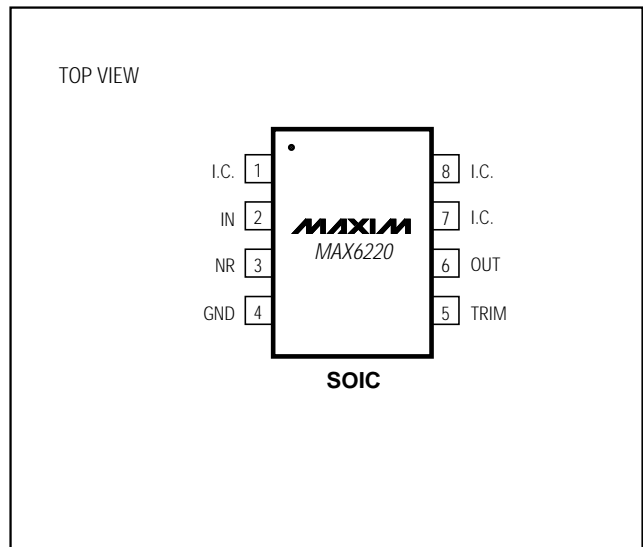 TOP VIEW
I.C. 1
IN 2
NR 3
GND 4
MAXIM
MAX6220
8 I.C.
7 I.C.
6 OUT
5 TRIM
SOIC